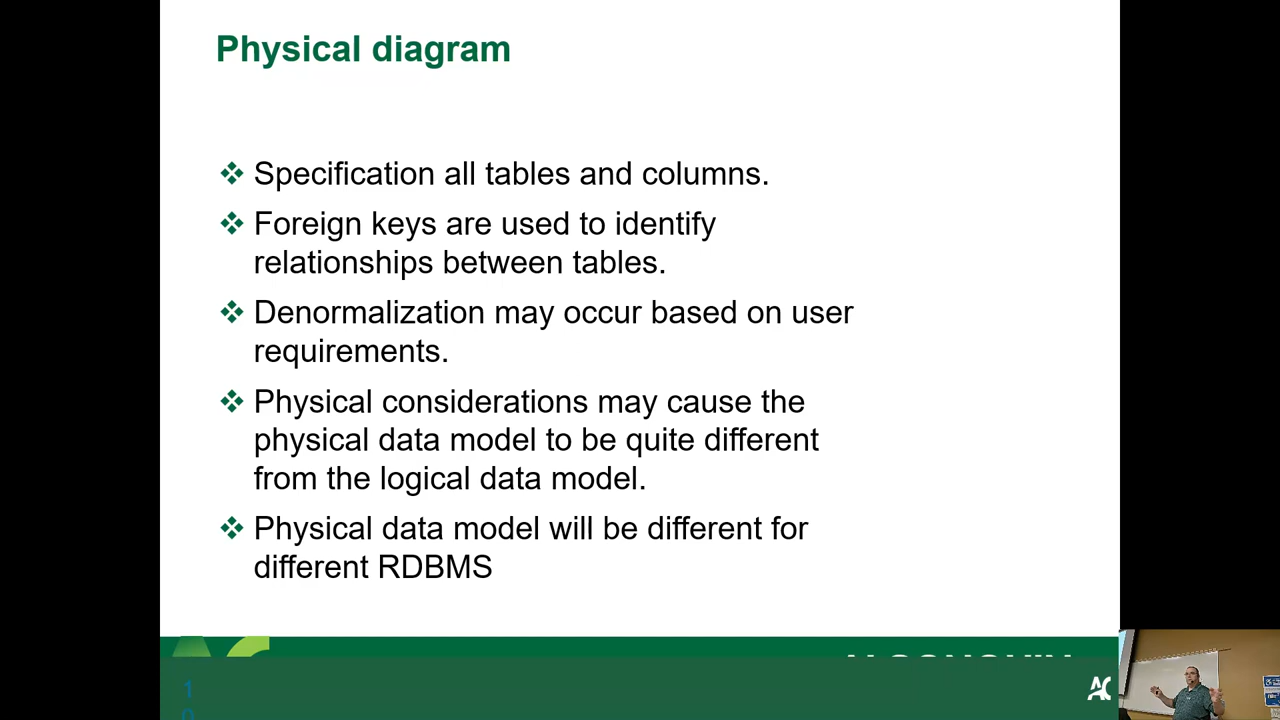 Physical diagram
Specification all tables and columns.
Foreign keys are used to identify
relationships between tables.
Denormalization may occur based on user
requirements.
Physical considerations may cause the
physical data model to be quite different
from the logical data model.
Physical data model will be different for
different RDBMS
AC